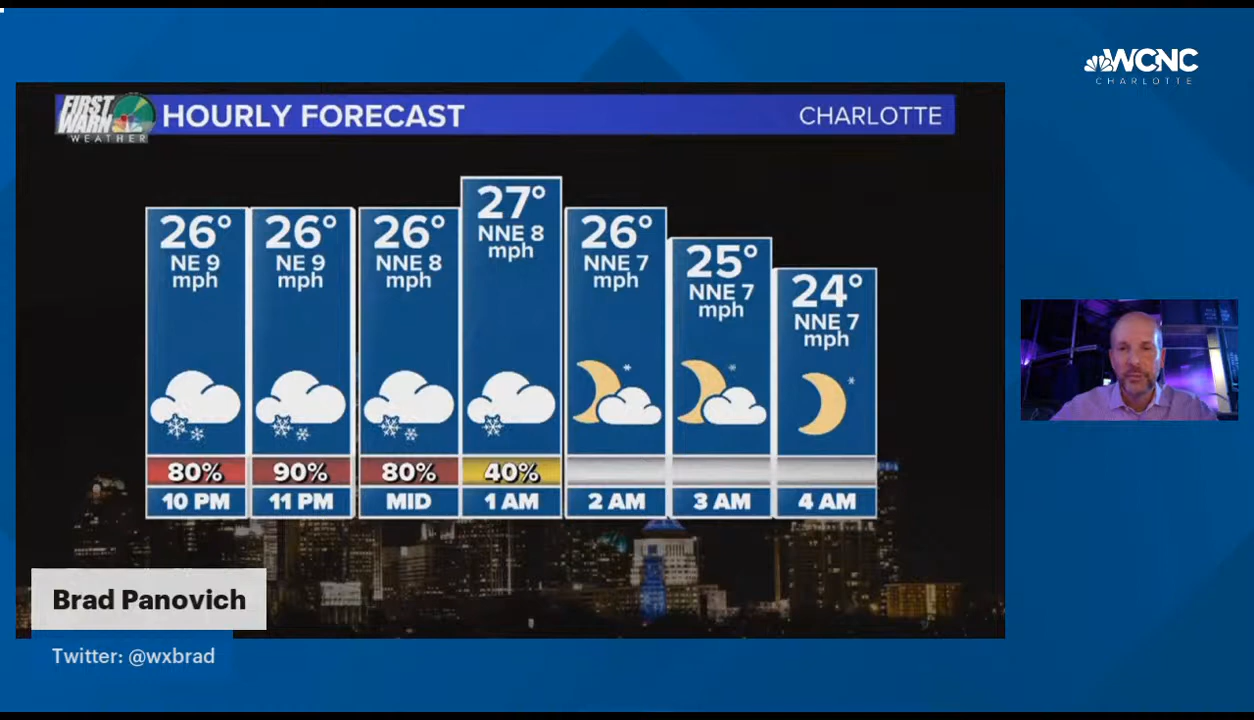 WCNC
CHARLOTTE
FIRST
WARN
WEATHER
HOURLY FORECAST
CHARLOTTE
26°
NE 9
mph
80%
10 PM
26°
NE 9
mph
90%
11 PM
26°
NNE 8
mph
80%
MID
27°
NNE 8
mph
40%
1 AM
26°
NNE 7
mph
2 AM
25°
NNE 7
mph
3 AM
24°
NNE 7
mph
4 AM
Brad Panovich
Twitter: @wxbrad